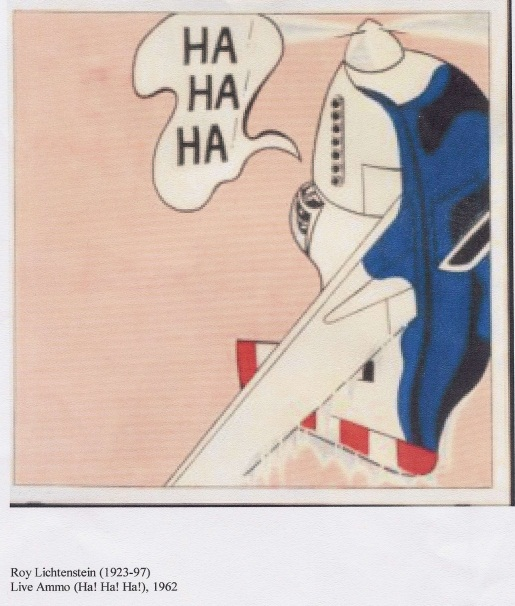 HA
HA
HA
Roy Lichtenstein (1923-97)
Live Ammo (Ha! Ha! Ha!), 1962